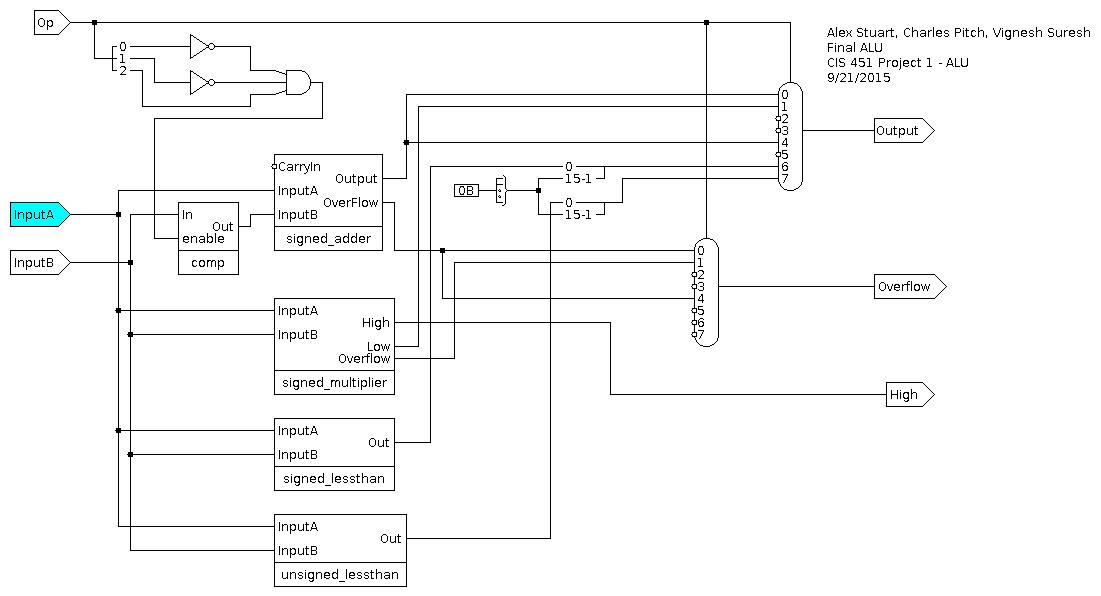 Op
Alex Stuart, Charles Pitch, Vignesh Suresh
Final ALU
CIS 451 Project 1 - ALU
9/21/2015
0
1
2
0
1
2
3
4
5
6
7
Output
CarryIn
InputA
InputB
Output
OverFlow
signed_adder
0B
0
15-1
0
15-1
InputA
InputB
In
enable
Out
comp
0
1
2
3
4
5
6
7
Overflow
InputA
InputB
High
Low
Overflow
signed_multiplier
High
InputA
InputB
Out
signed_lessthan
InputA
InputB
Out
unsigned_lessthan